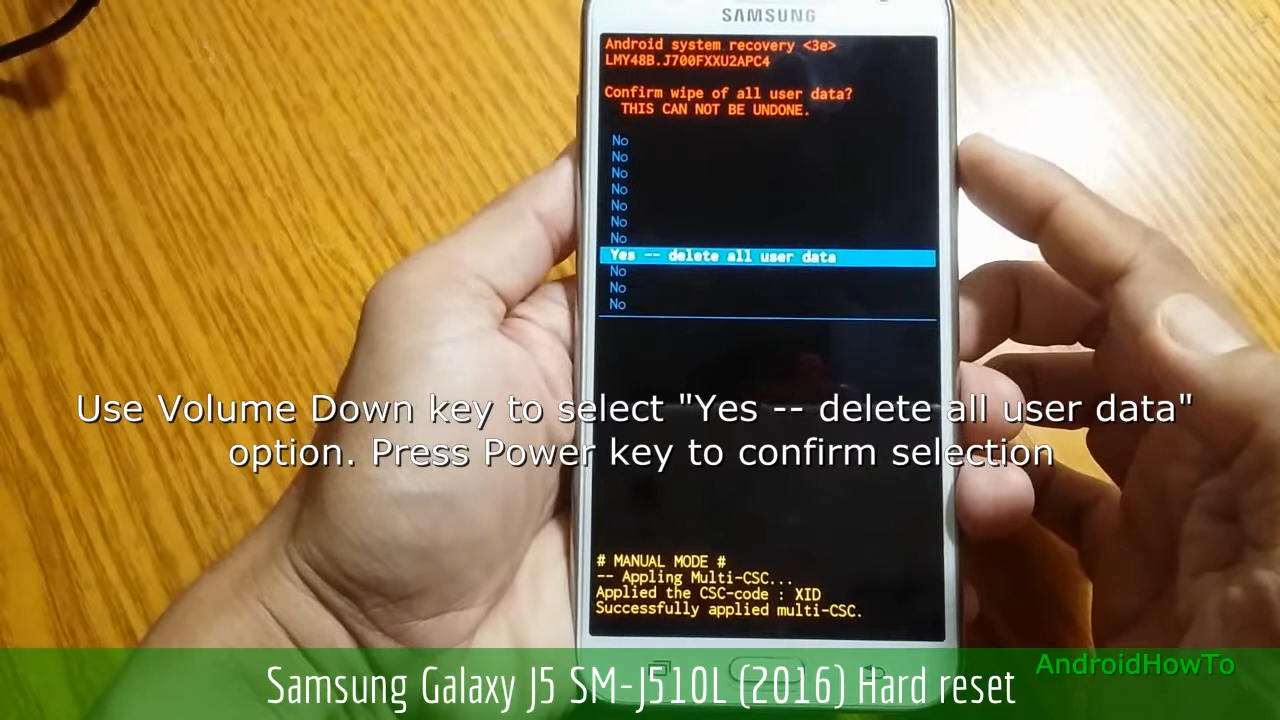 SAMSUNG
Android system recovery <3e>
LMY48B.J700FXXU2APC4
Confirm wipe of all user data?
THIS CAN NOT BE UNDONE.
No
No
No
No
No
No
No
Yes -- delete all user data
No
No
No
Use Volume Down key to select "Yes -- delete all user data"
option. Press Power key to confirm selection
# MANUAL MODE #
-- Appling Multi-CSC...
Applied the CSC-code : XID
Successfully applied multi-CSC.
AndroidHowTo
Samsung Galaxy J5 SM-J510L (2016) Hard reset